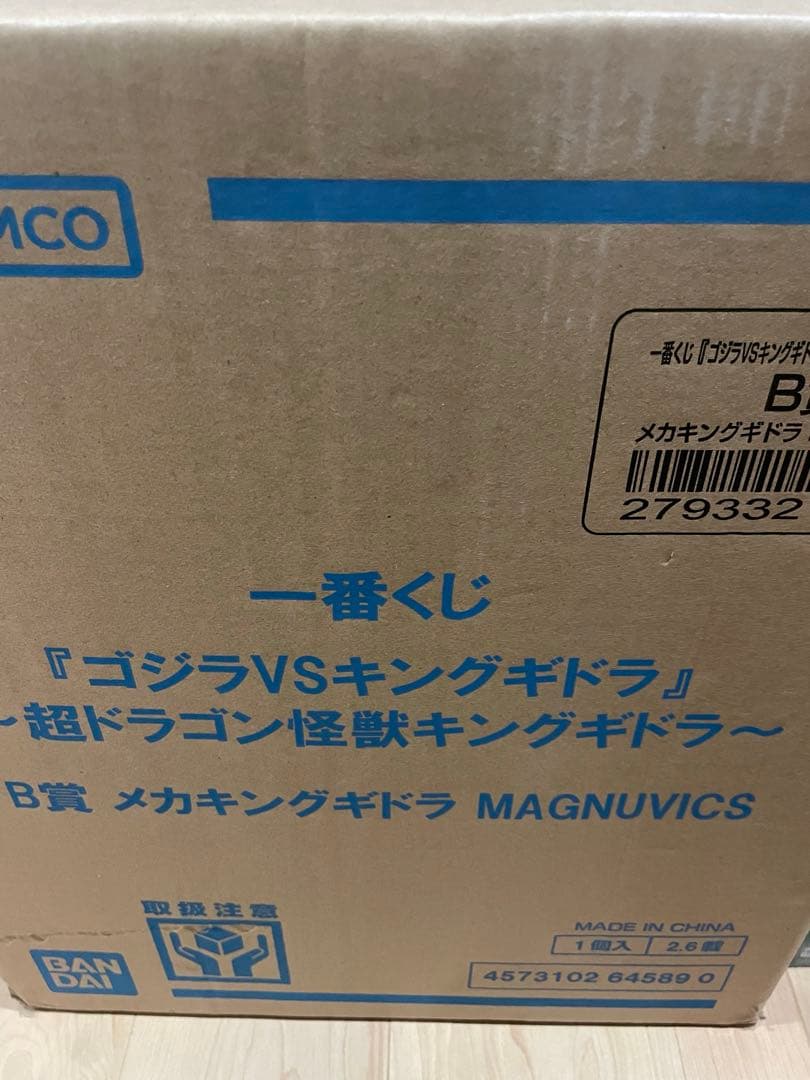 MCO
一番くじ『ゴジラVSキングギド
B賞
メカキングギドラ
279332
一番くじ
『ゴジラVSキングギドラ』
～超ドラゴン怪獣キングギドラ～
B賞 メカキングギドラ MAGNUVICS
取扱注意
BAN
DAI
MADE IN CHINA
1個入 2.6才
4573102 64589 0